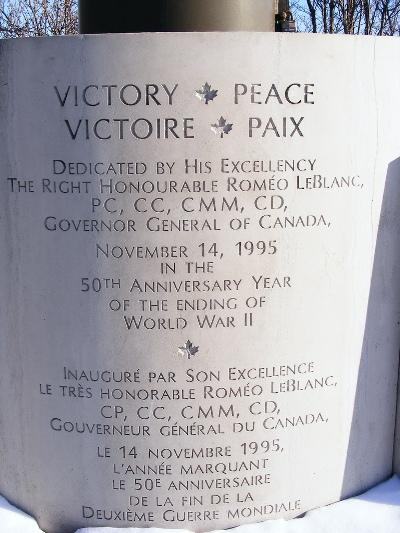 VICTORY PEACE
VICTOIRE PAIX
DEDICATED BY HIS EXCELLENCY
THE RIGHT HONOURABLE ROMÉO LEBLANC,
PC, CC, CMM, CD,
GOVERNOR GENERAL OF CANADA,
NOVEMBER 14, 1995
IN THE
50TH ANNIVERSARY YEAR
OF THE ENDING OF
WORLD WAR II
INAUGURÉ PAR SON EXCELLENCE
LE TRÈS HONORABLE ROMÉO LEBLANC,
CP, CC, CMM, CD,
GOUVERNEUR GÉNÉRAL DU CANADA,
LE 14 NOVEMBRE 1995,
L'ANNÉE MARQUANT
LE 50E ANNIVERSAIRE
DE LA FIN DE LA
DEUXIÈME GUERRE MONDIALE